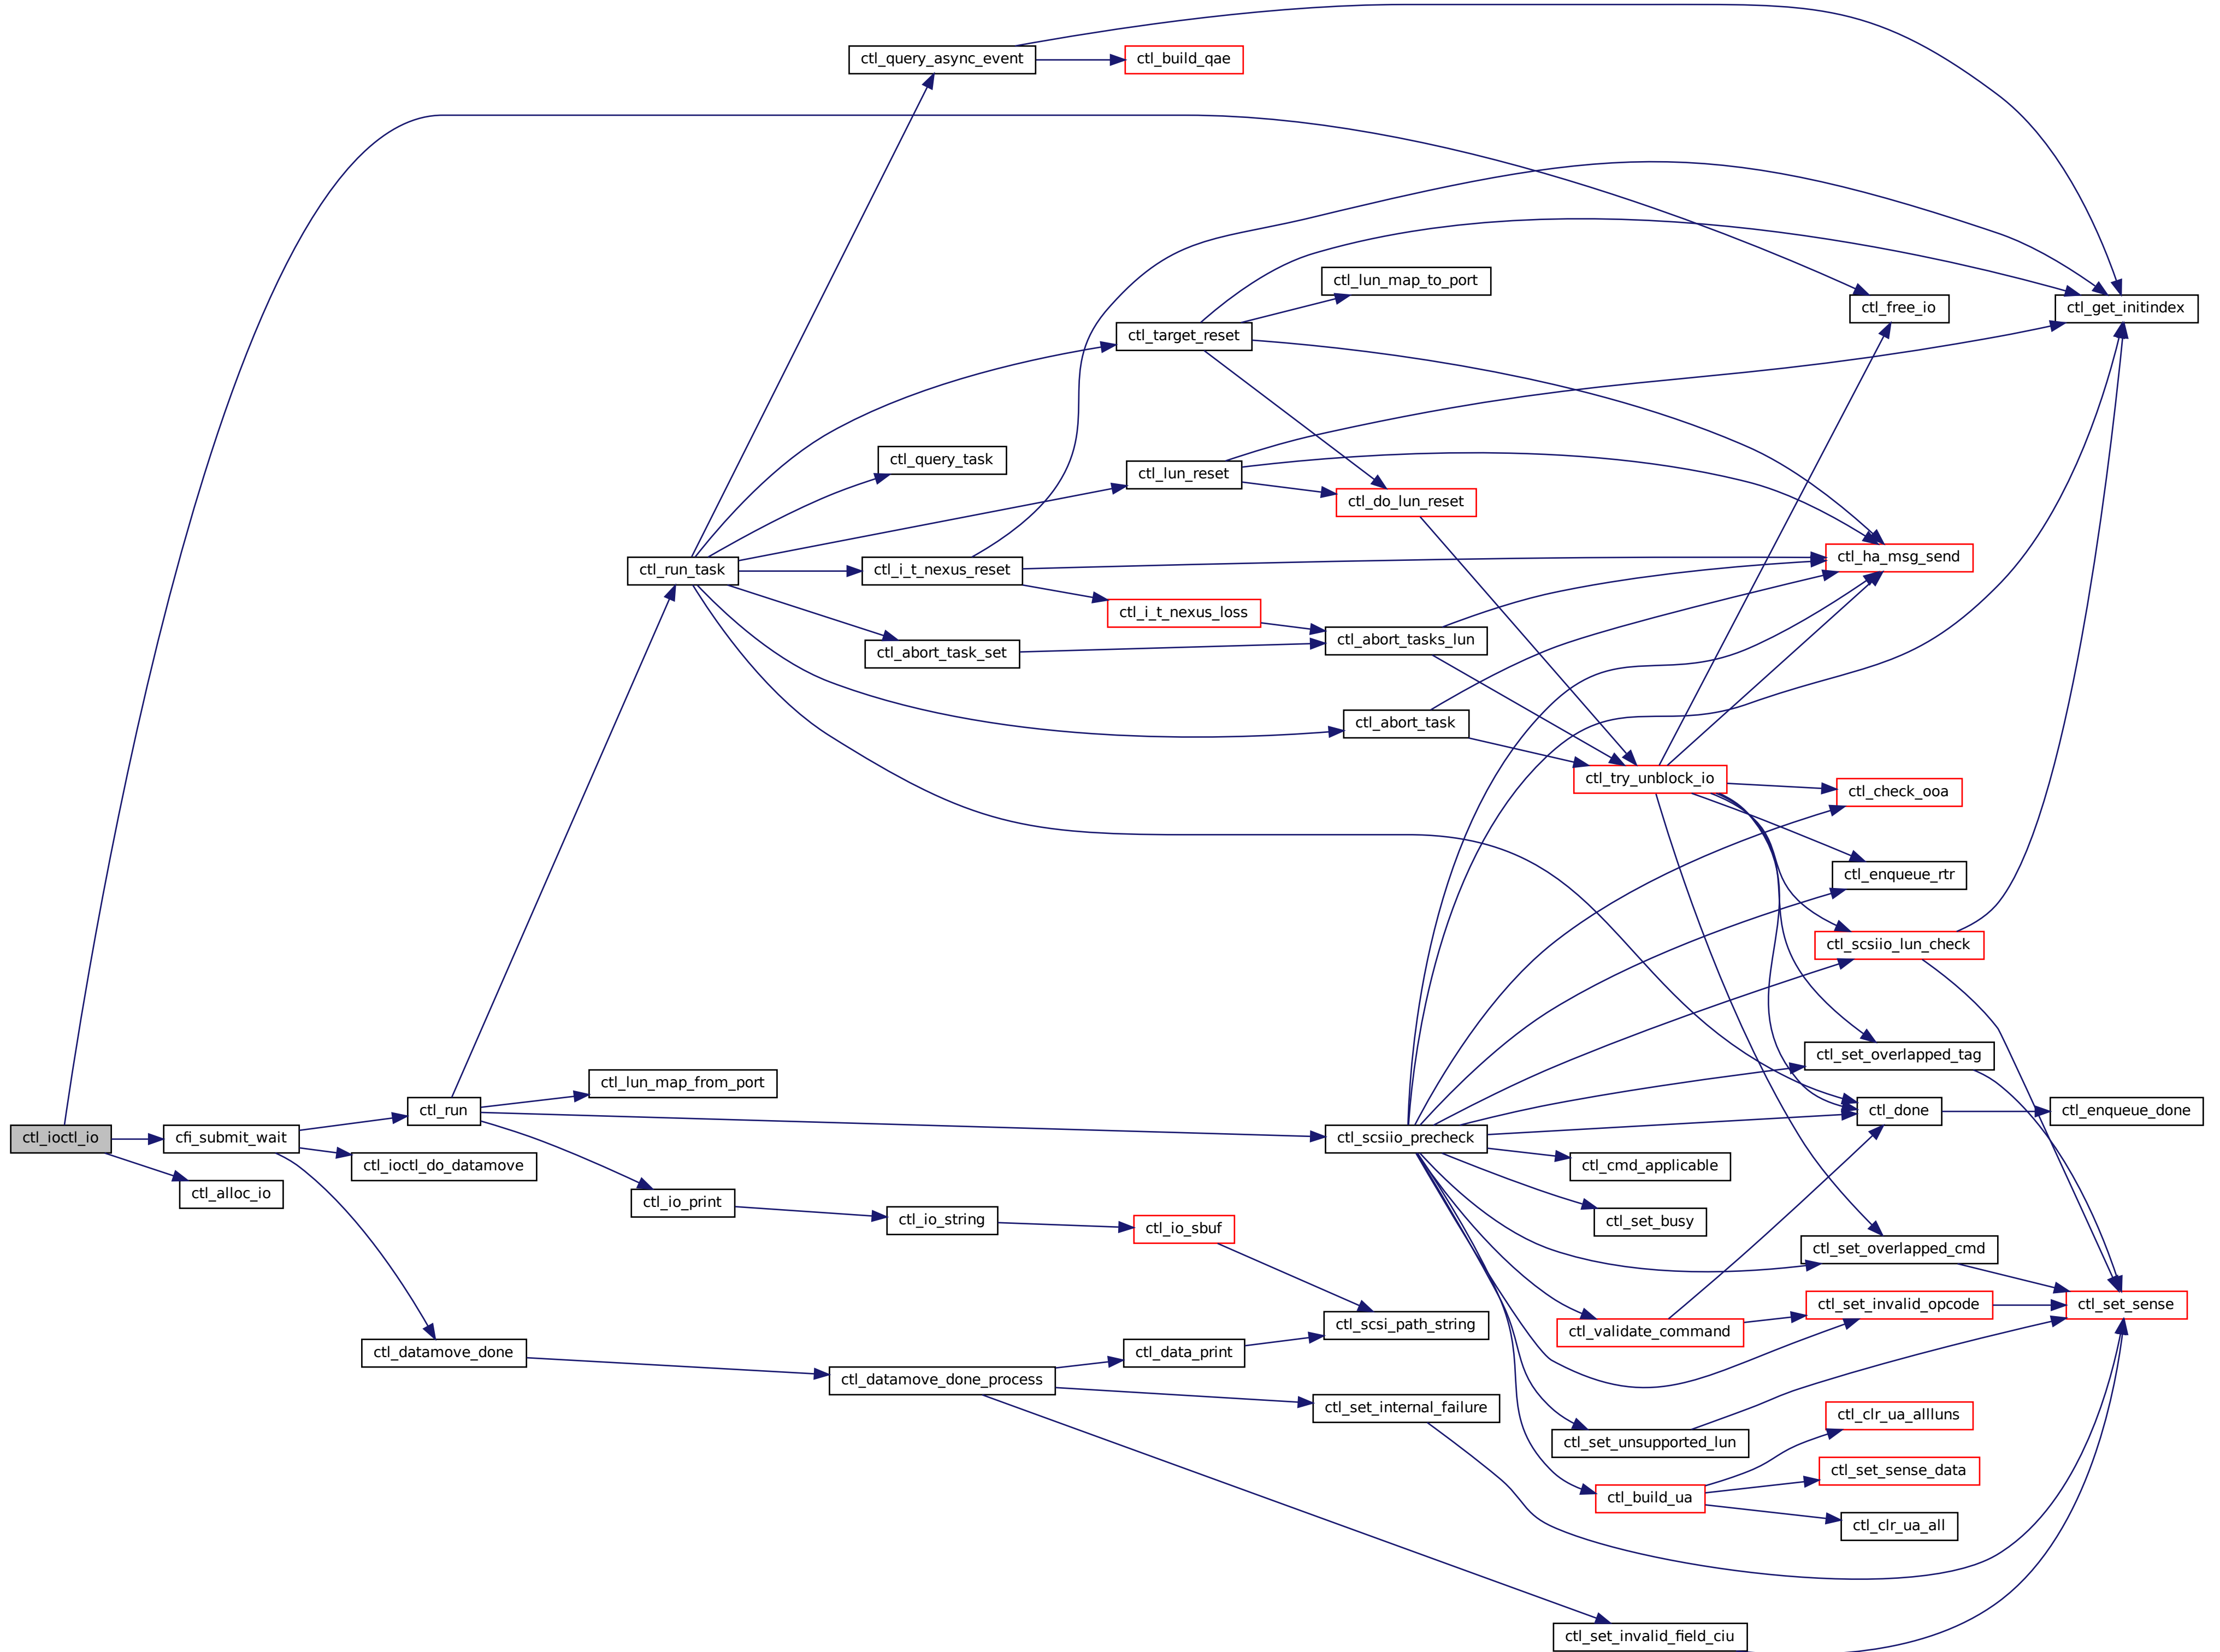 ctl_query_async_event
ctl_build_qae
ctl_lun_map_to_port
ctl_free_io
ctl_get_initindex
ctl_target_reset
ctl_query_task
ctl_lun_reset
ctl_do_lun_reset
ctl_run_task
ctl_i_t_nexus_reset
ctl_ha_msg_send
ctl_i_t_nexus_loss
ctl_abort_task_set
ctl_abort_tasks_lun
ctl_abort_task
ctl_try_unblock_io
ctl_check_ooa
ctl_enqueue_rtr
ctl_scsiio_lun_check
ctl_set_overlapped_tag
ctl_lun_map_from_port
ctl_run
ctl_done
ctl_enqueue_done
ctl_ioctl_io
cfi_submit_wait
ctl_scsiio_precheck
ctl_ioctl_do_datamove
ctl_cmd_applicable
ctl_alloc_io
ctl_io_print
ctl_io_string
ctl_io_sbuf
ctl_set_busy
ctl_set_overlapped_cmd
ctl_scsi_path_string
ctl_validate_command
ctl_set_invalid_opcode
ctl_set_sense
ctl_datamove_done
ctl_data_print
ctl_datamove_done_process
ctl_set_internal_failure
ctl_set_unsupported_lun
ctl_clr_ua_allluns
ctl_set_sense_data
ctl_build_ua
ctl_clr_ua_all
ctl_set_invalid_field_ciu